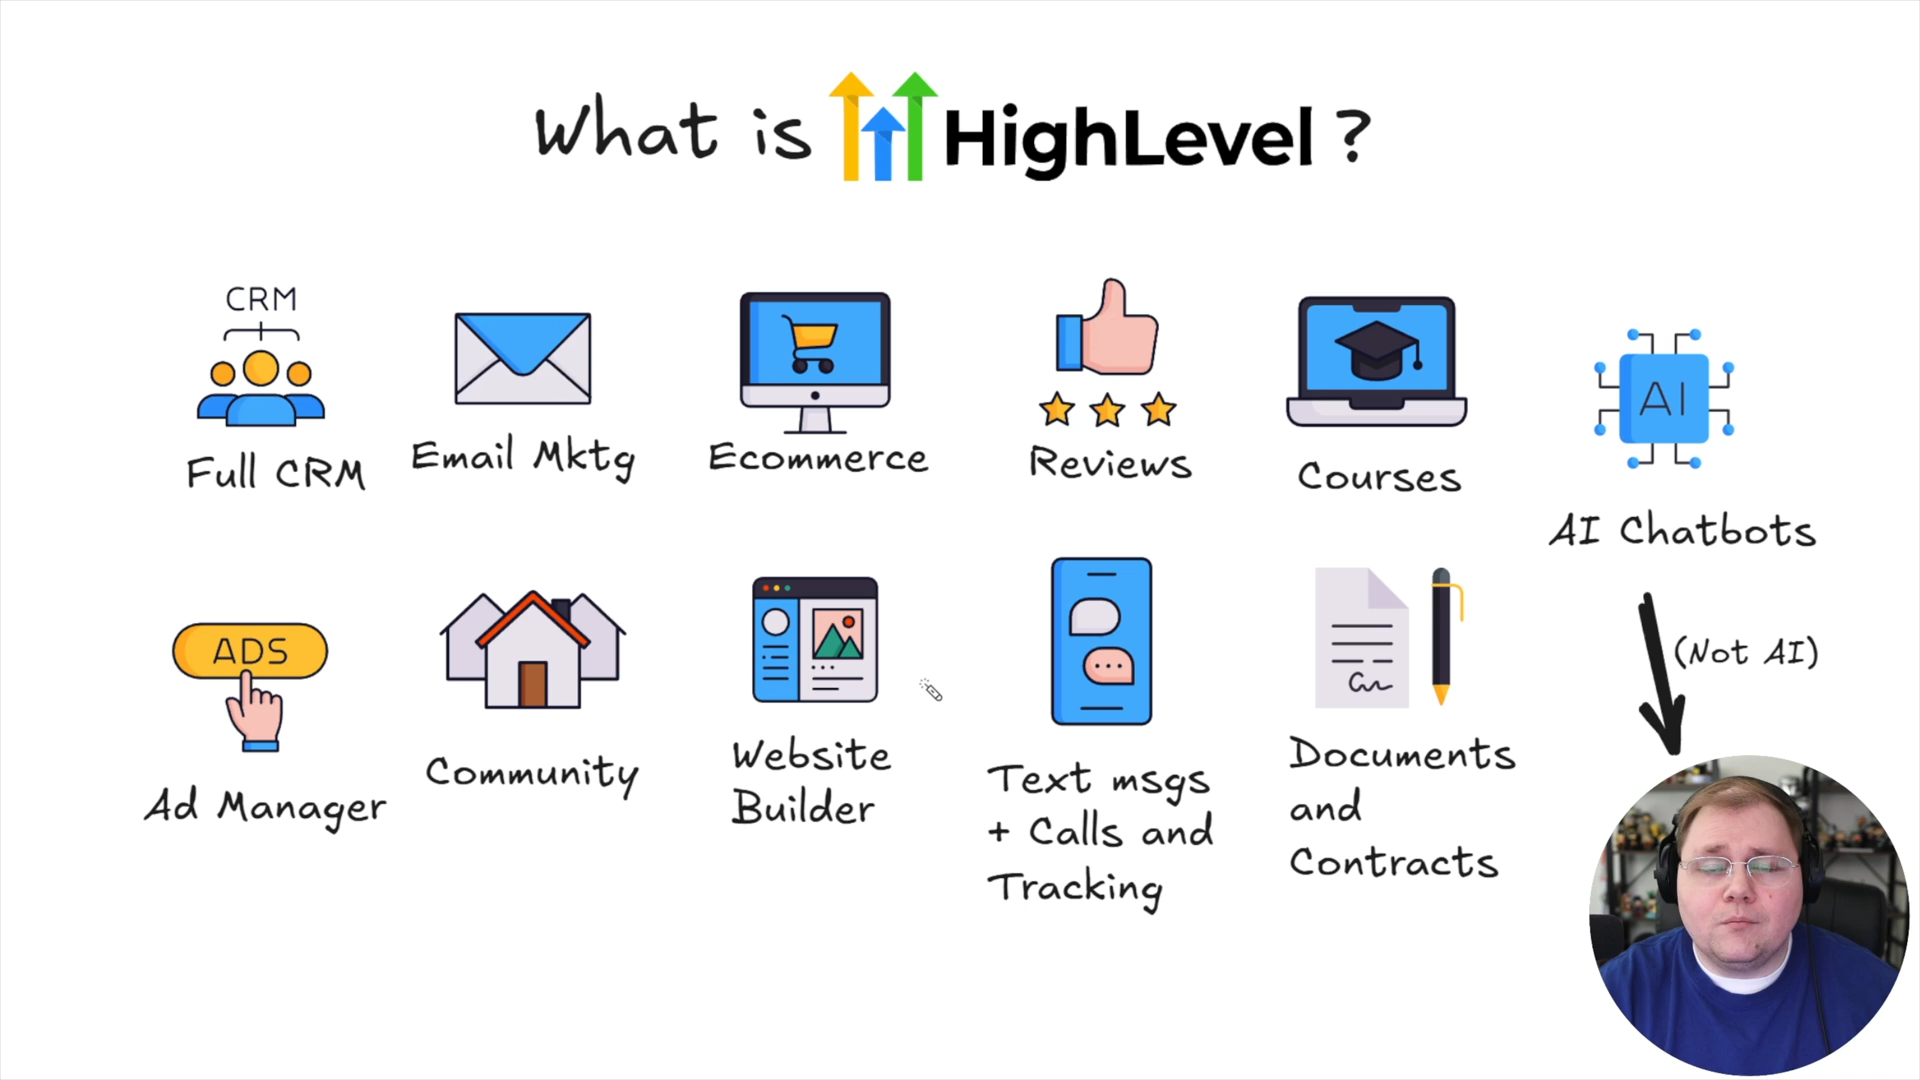 What is HighLevel ?
CRM
Full CRM
Email Mktg
Ecommerce
Reviews
Courses
AI
AI Chatbots
ADS
Ad Manager
Community
Website
Builder
Text msgs
+ Calls and
Tracking
Documents
and
Contracts
(Not AI)